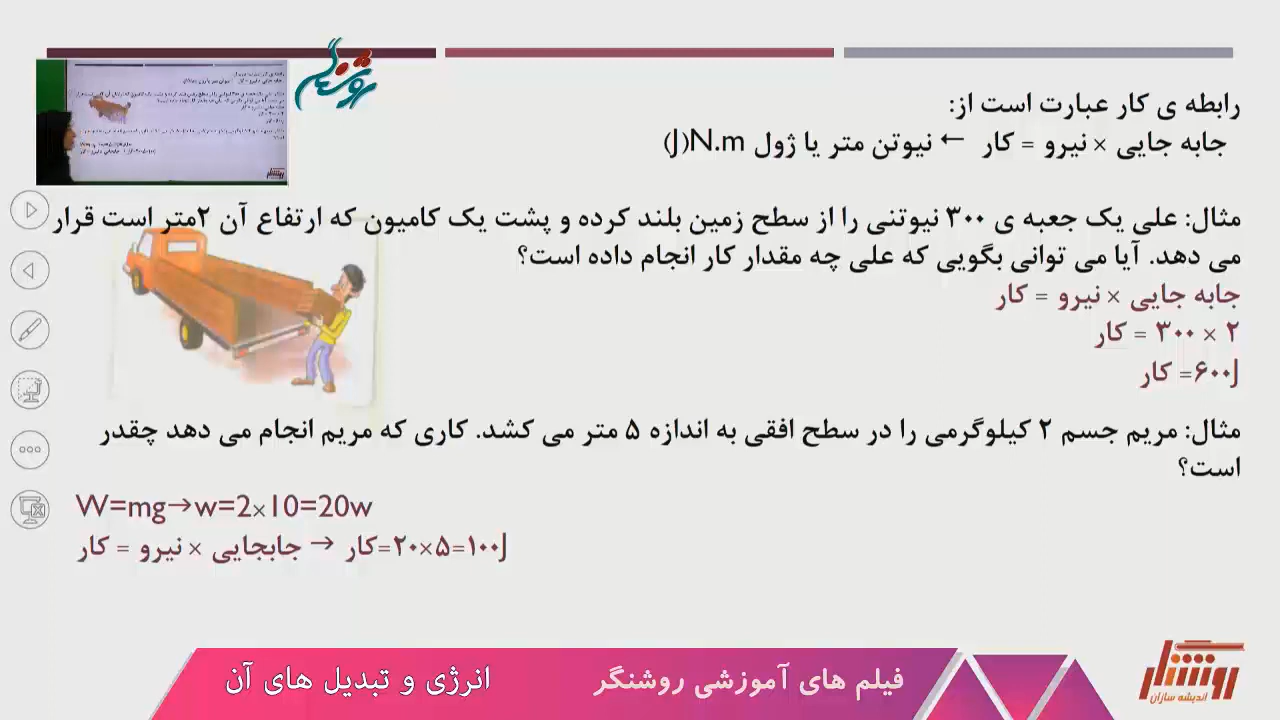 روشنگر
رابطه ی کار عبارت است از:
جابه جایی × نیرو = کار ← نیوتن متر یا ژول N.m(J)
مثال: علی یک جعبه ی ۳۰۰ نیوتنی را از سطح زمین بلند کرده و پشت یک کامیون که ارتفاع آن ۲متر است قرار
می دهد. آیا می توانی بگویی که علی چه مقدار کار انجام داده است؟
جابه جایی × نیرو = کار
۲ × ۳۰۰ = کار
۶۰۰J= کار
مثال: مریم جسم ۲ کیلوگرمی را در سطح افقی به اندازه ۵ متر می کشد. کاری که مریم انجام می دهد چقدر
است؟
W=mg→w=2×10=20w
کار = نیرو × جابجایی → کار=۲۰×۵=۱۰۰J
فیلم های آموزشی روشنگر
انرژی و تبدیل های آن
روشنگر
اندیشه سازان